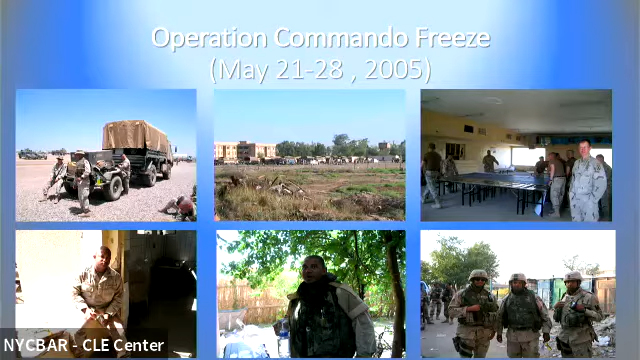 Operation Commando Freeze
(May 21-28 , 2005)
NYCBAR - CLE Center